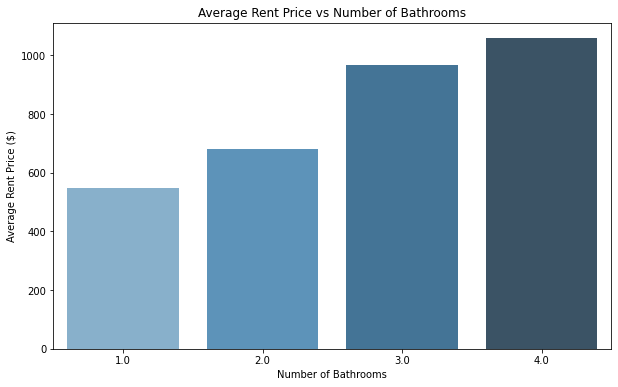 Average Rent Price vs Number of Bathrooms
1000
800
600
400
200
0
Average Rent Price ($)
1.0 2.0 3.0 4.0
Number of Bathrooms